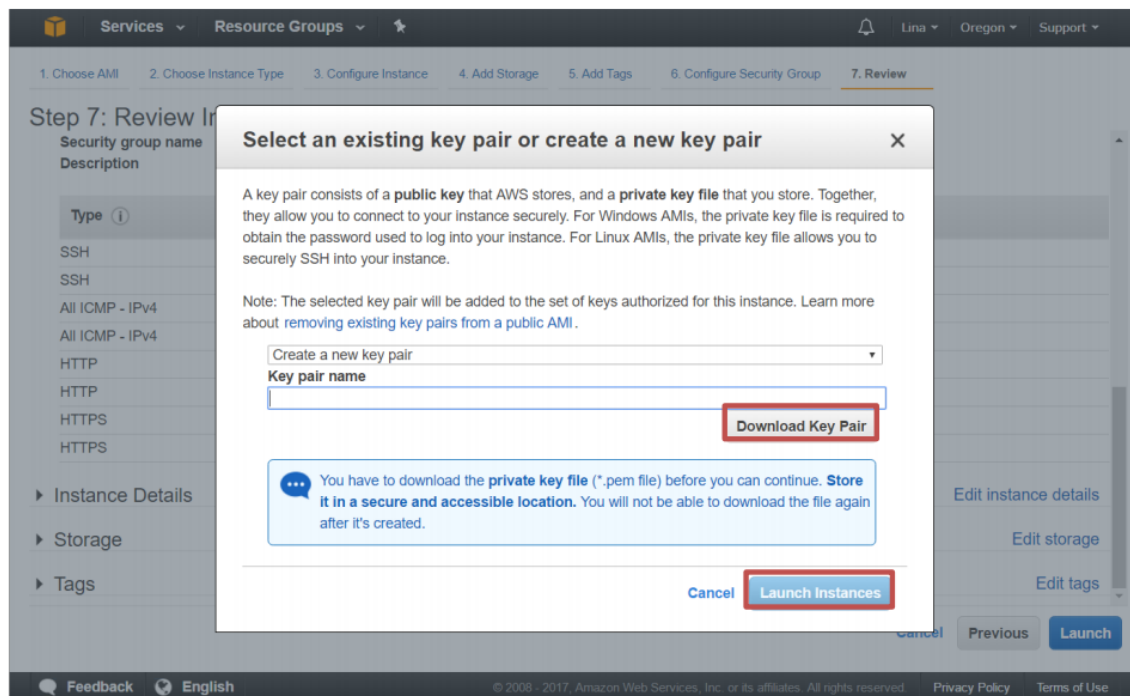 Services Resource Groups Lina Oregon Support
1. Choose AMI 2. Choose Instance Type 3. Configure Instance 4. Add Storage 5. Add Tags 6. Configure Security Group 7. Review
Step 7: Review
Security group name
Description
Type
SSH
SSH
All ICMP - IPv4
All ICMP - IPv4
HTTP
HTTP
HTTPS
HTTPS
Instance Details
Edit instance details
Storage
Edit storage
Tags
Edit tags
Select an existing key pair or create a new key pair
A key pair consists of a public key that AWS stores, and a private key file that you store. Together,
they allow you to connect to your instance securely. For Windows AMIs, the private key file is required to
obtain the password used to log into your instance. For Linux AMIs, the private key file allows you to
securely SSH into your instance.
Note: The selected key pair will be added to the set of keys authorized for this instance. Learn more
about removing existing key pairs from a public AMI.
Create a new key pair
Key pair name
Download Key Pair
You have to download the private key file (*.pem file) before you can continue. Store
it in a secure and accessible location. You will not be able to download the file again
after it's created.
Cancel Launch Instances
Cancel Previous Launch
Feedback English © 2008 - 2017, Amazon Web Services, Inc. or its affiliates. All rights reserved. Privacy Policy Terms of Use